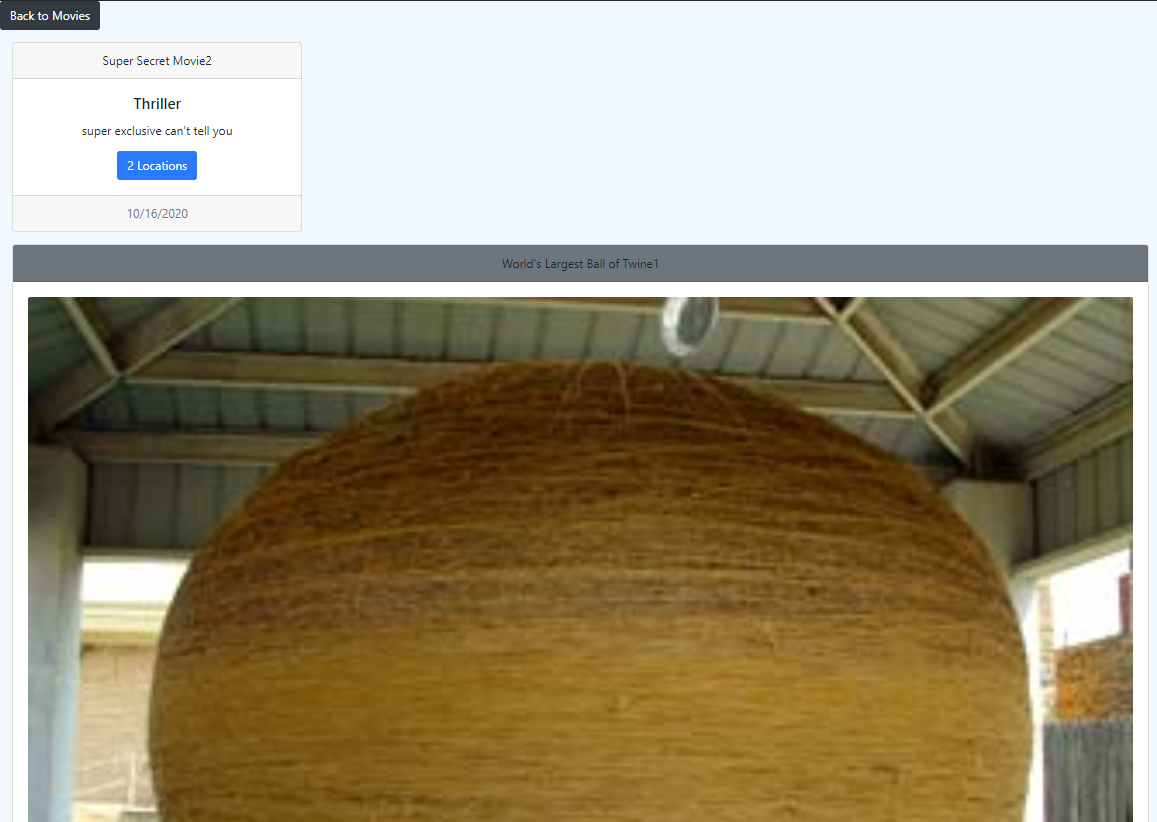 Back to Movies
Super Secret Movie2
Thriller
super exclusive can't tell you
2 Locations
10/16/2020
World's Largest Ball of Twine1